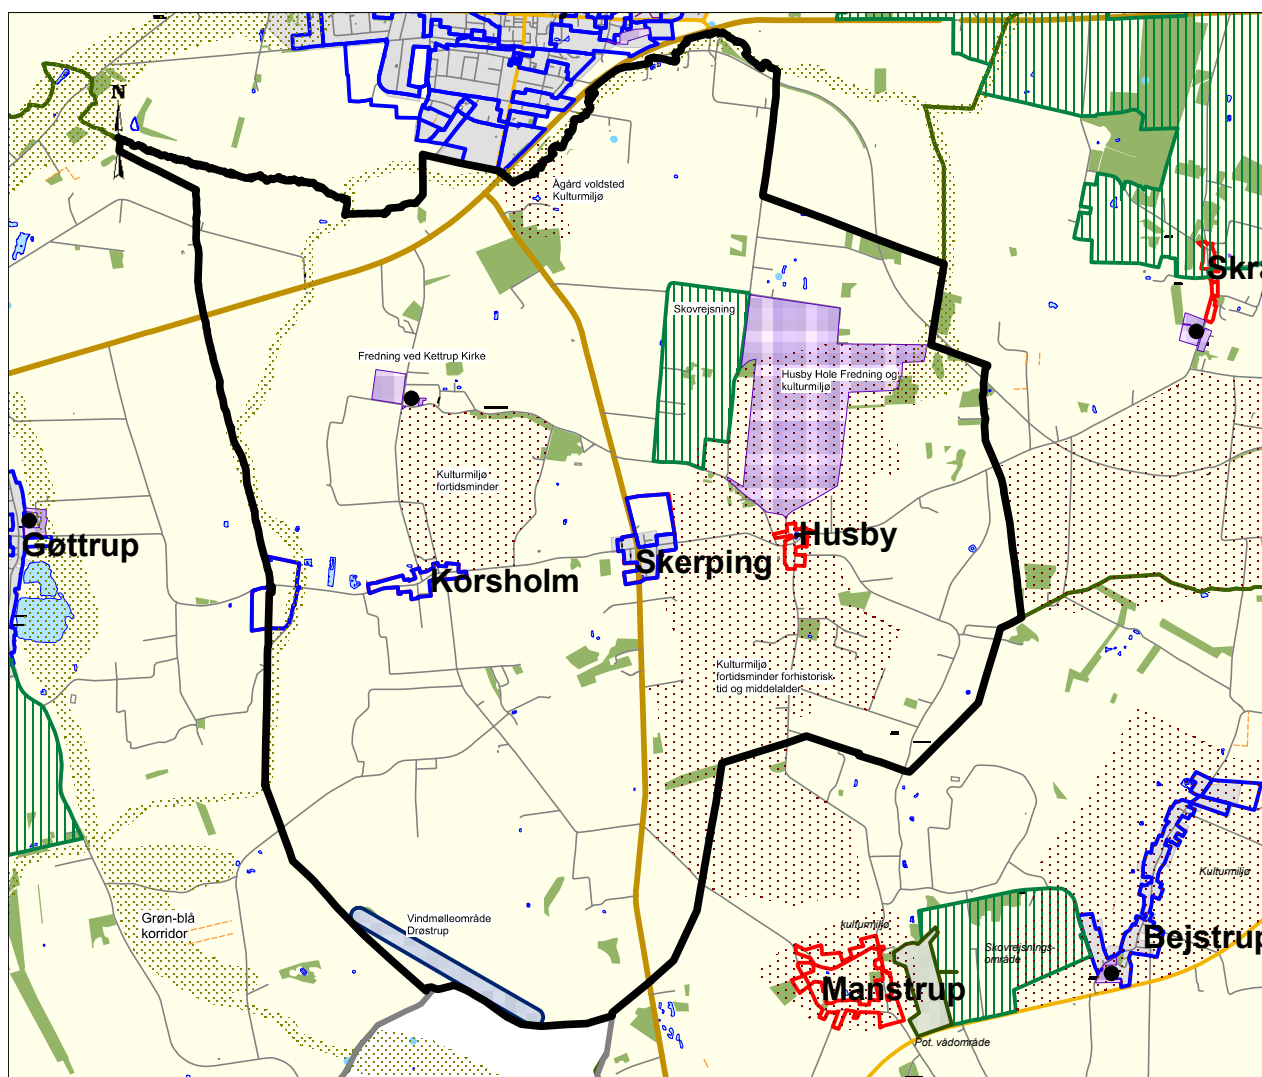 N
Ågård voldsted
Kulturmiljø
Skovrejsning
Fredning ved Kettrup Kirke
Husby Hole Fredning og
kulturmiljø
Kulturmiljø
fortidsminder
Gøttrup
Korsholm
Skerping
Husby
Kulturmiljø
fortidsminder forhistorisk
tid og middelalder
Kulturmiljø
Grøn-blå
korridor
Vindmølleområde
Drøstrup
kulturmiljø
Skovrejsnings-
område
Bejstrup
Manstrup
Pot. vådområde